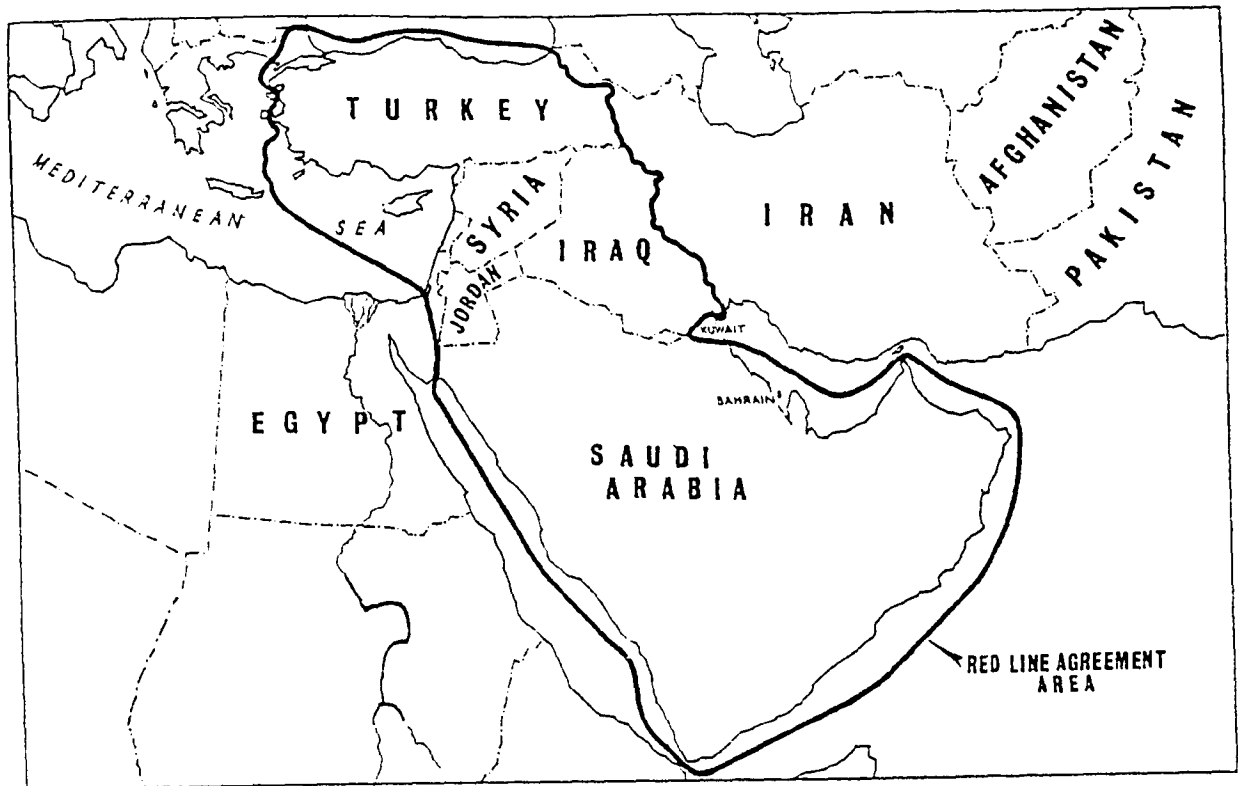 TURKEY
AFGHANISTAN
PAKISTAN
MEDITERRANEAN
SEA
SYRIA
IRAN
IRAQ
JORDAN
KUWAIT
BAHRAIN
EGYPT
SAUDI
ARABIA
RED LINE AGREEMENT
AREA